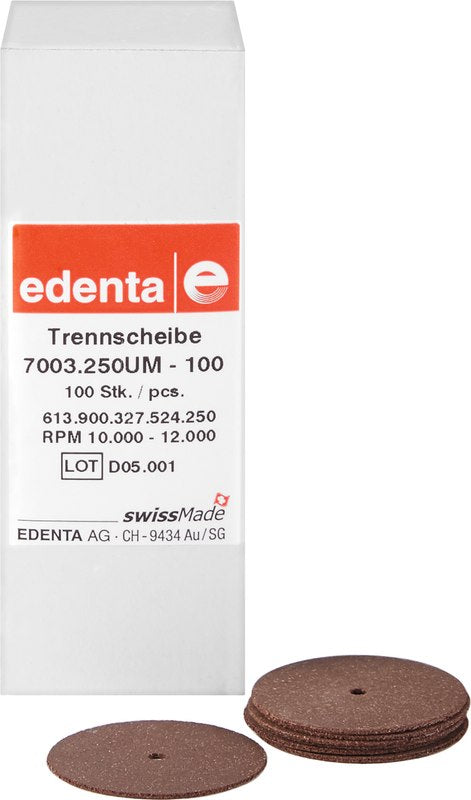 edenta e
Trennscheibe
7003.250UM - 100
100 Stk. / pcs.
613.900.327.524.250
RPM 10.000 - 12.000
LOT D05.001
swissMade
EDENTA AG · CH-9434 Au/SG